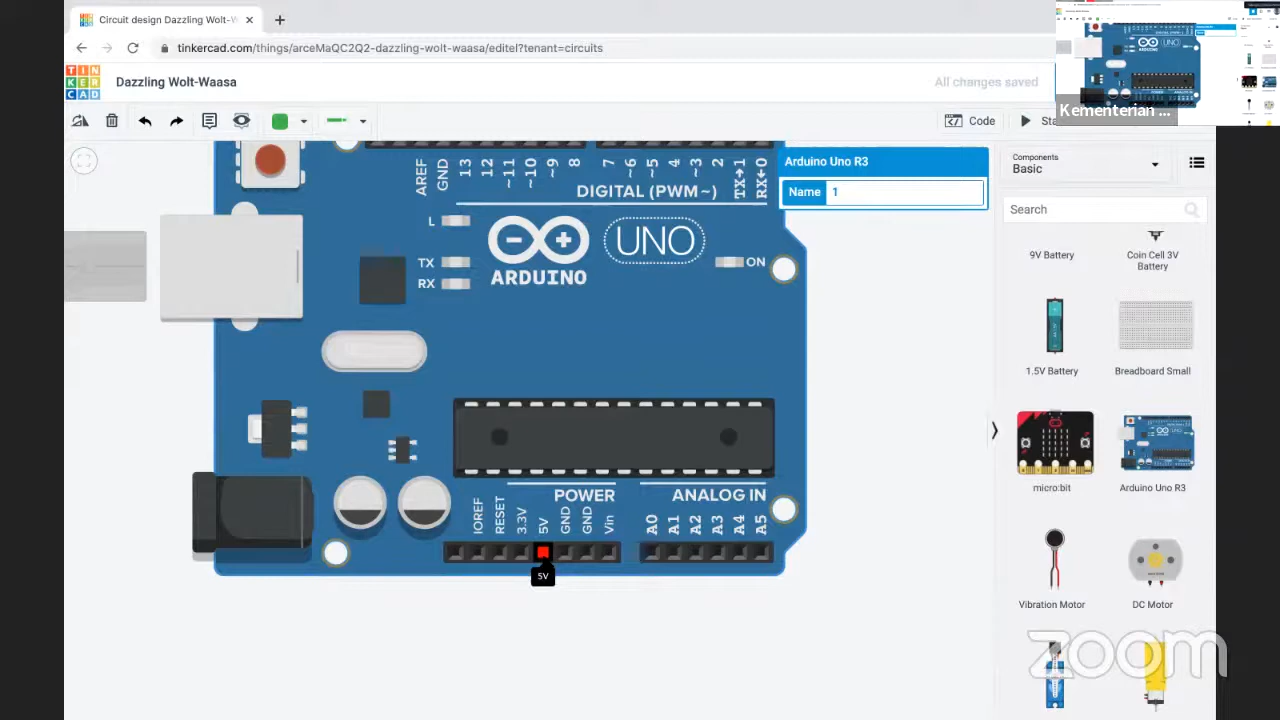 Circuit design Dazzling Wolt-W
tinkercad.com/things/anbMaQC2Q2-dazzling-wolt-waasa/editel?tenant=circuits
TIN
KER
CAD
Dazzling Wolt-Waasa
All changes saved
Kementerian ...
Code
Sta
Components
Basic
Search
Arduino Uno R3
Name
1
AREF
GND
13
12
~11
~10
~9
8
7
~6
~5
4
~3
2
TX→1
RX←0
DIGITAL (PWM~)
L
TX
RX
UNO
ARDUINO
ON
9V Battery
Coin Cell 3V
Battery
1.5V Battery
Breadboard Small
micro:bit
Arduino Uno R3
Vibration Motor
DC Motor
POWER
ANALOG IN
IOREF
RESET
3.3V
5V
GND
GND
Vin
A0
A1
A2
A3
A4
A5
5V
zoom